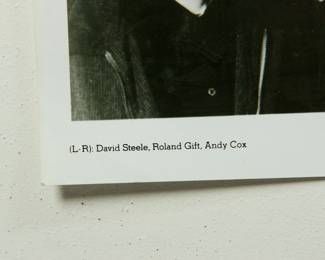 (L-R): David Steele, Roland Gift, Andy Cox